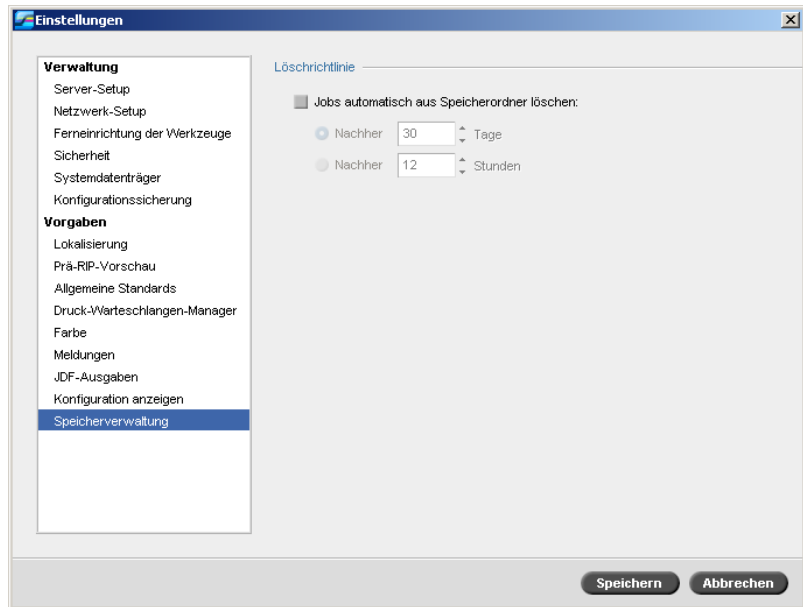 Einstellungen
Verwaltung
Server-Setup
Netzwerk-Setup
Ferneinrichtung der Werkzeuge
Sicherheit
Systemdatenträger
Konfigurationssicherung
Vorgaben
Lokalisierung
Prä-RIP-Vorschau
Allgemeine Standards
Druck-Warteschlangen-Manager
Farbe
Meldungen
JDF-Ausgaben
Konfiguration anzeigen
Speicherverwaltung
Löschrichtlinie
Jobs automatisch aus Speicherordner löschen:
Nachher 30 Tage
Nachher 12 Stunden
Speichern Abbrechen